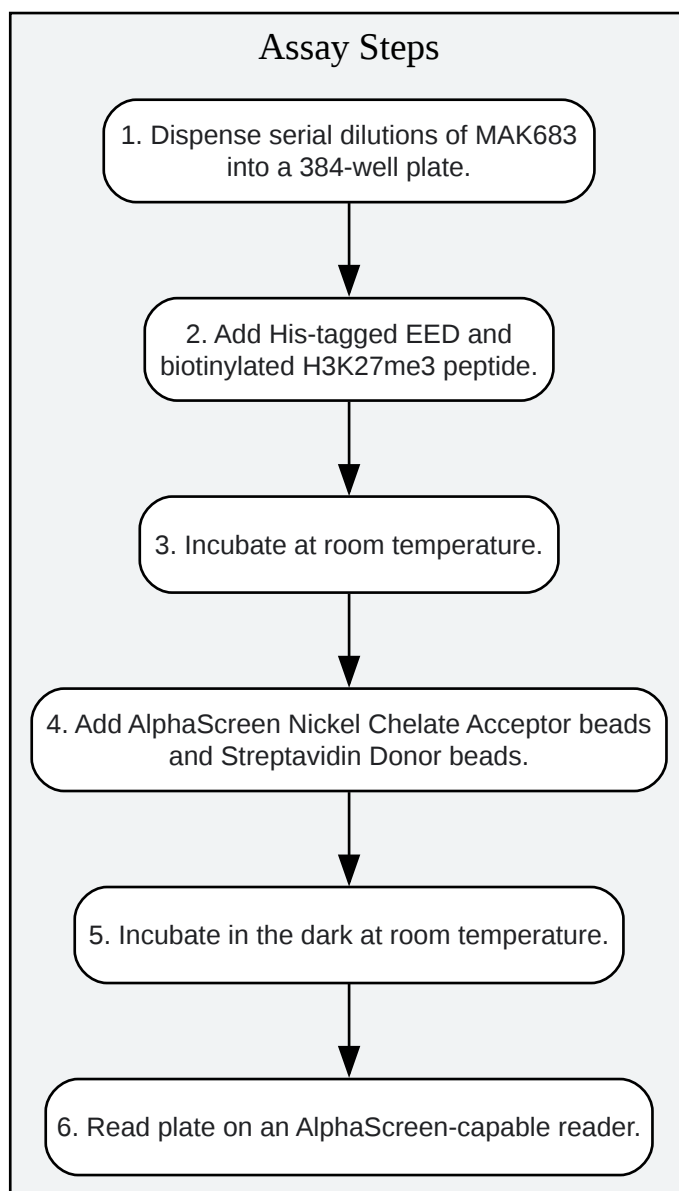 Assay Steps
1. Dispense serial dilutions of MAK683
into a 384-well plate.
2. Add His-tagged EED and
biotinylated H3K27me3 peptide.
3. Incubate at room temperature.
4. Add AlphaScreen Nickel Chelate Acceptor beads
and Streptavidin Donor beads.
5. Incubate in the dark at room temperature.
6. Read plate on an AlphaScreen-capable reader.